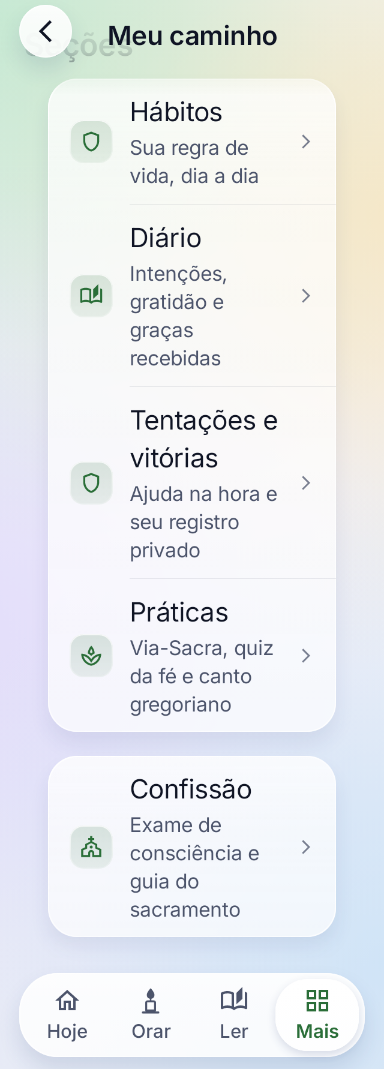 Meu caminho
Hábitos
Sua regra de
vida, dia a dia
Diário
Intenções,
gratidão e
graças
recebidas
Tentações e
vitórias
Ajuda na hora e
seu registro
privado
Práticas
Via-Sacra, quiz
da fé e canto
gregoriano
Confissão
Exame de
consciência e
guia do
sacramento
Hoje
Orar
Ler
Mais